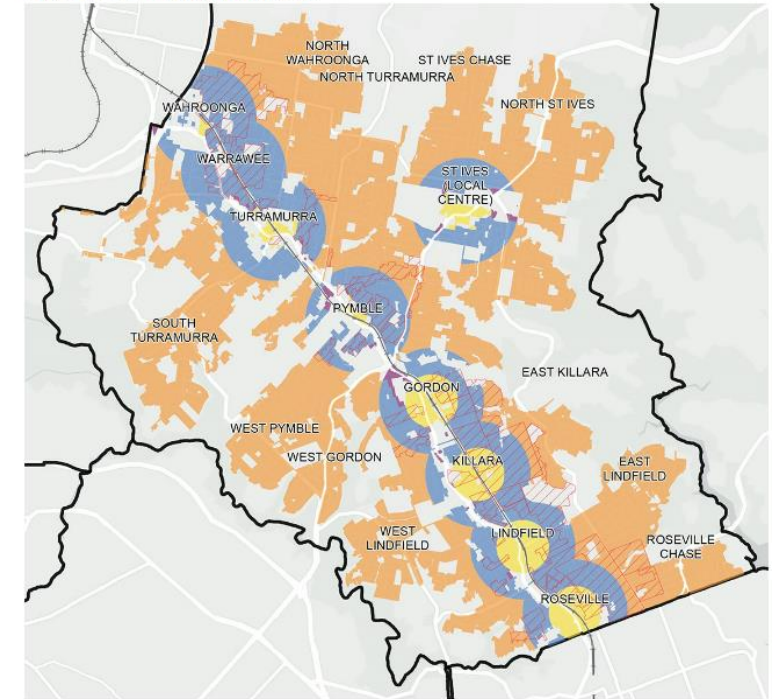 NORTH
WAHROONGA
ST IVES CHASE
NORTH TURRAMURRA
NORTH ST IVES
WAHROONGA
WARRAWEE
ST IVES
(LOCAL
CENTRE)
TURRAMURRA
PYMBLE
SOUTH
TURRAMURRA
EAST KILLARA
GORDON
WEST PYMBLE
WEST GORDON
KILLARA
EAST
LINDFIELD
WEST
LINDFIELD
LINDFIELD
ROSEVILLE
CHASE
ROSEVILLE